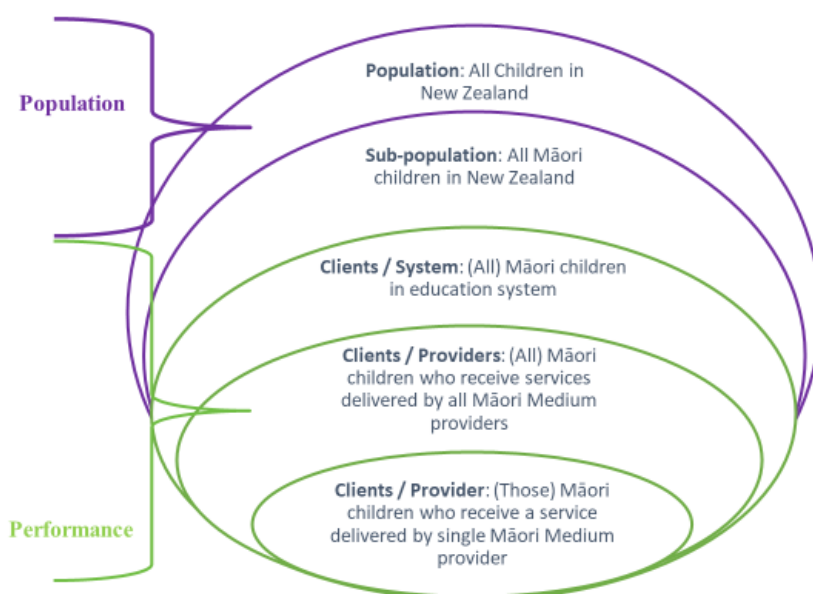 Population
Population: All Children in
New Zealand
Sub-population: All Māori
children in New Zealand
Clients / System: (All) Māori children
in education system
Clients / Providers: (All) Māori
children who receive services
delivered by all Māori Medium
providers
Clients / Provider: (Those) Māori
children who receive a service
delivered by single Māori Medium
provider
Performance